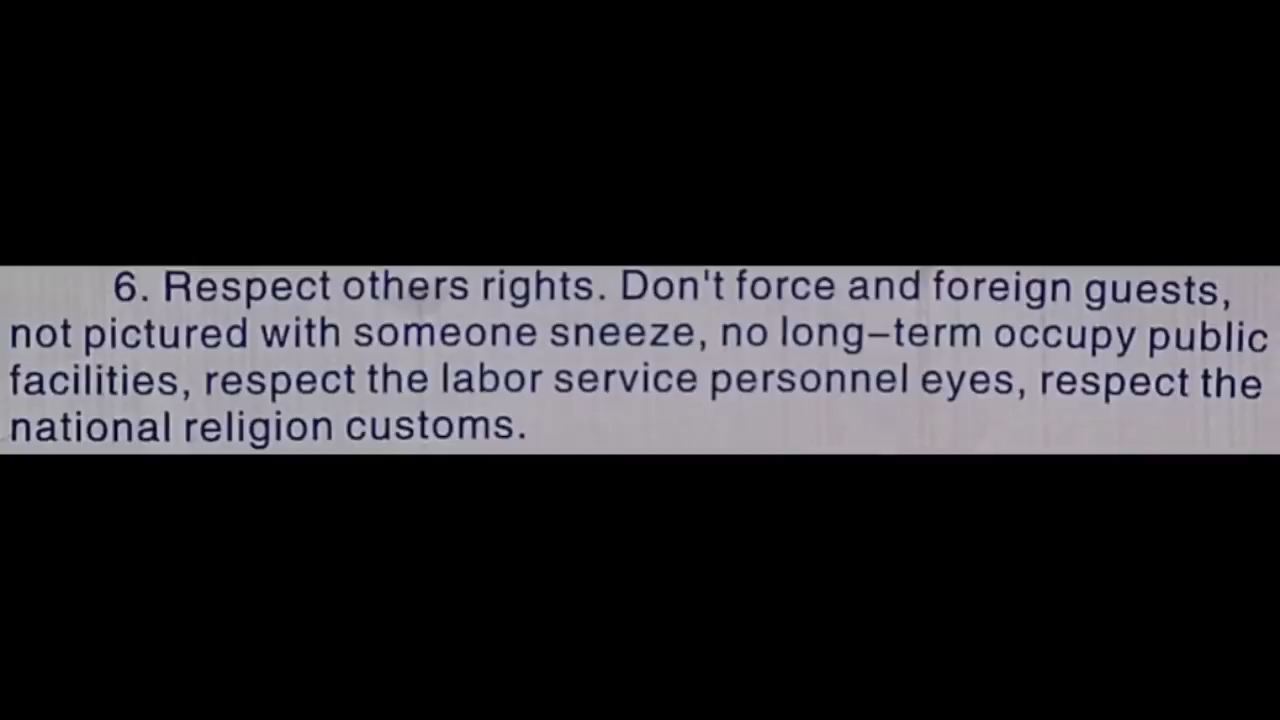 6. Respect others rights. Don't force and foreign guests,
not pictured with someone sneeze, no long-term occupy public
facilities, respect the labor service personnel eyes, respect the
national religion customs.